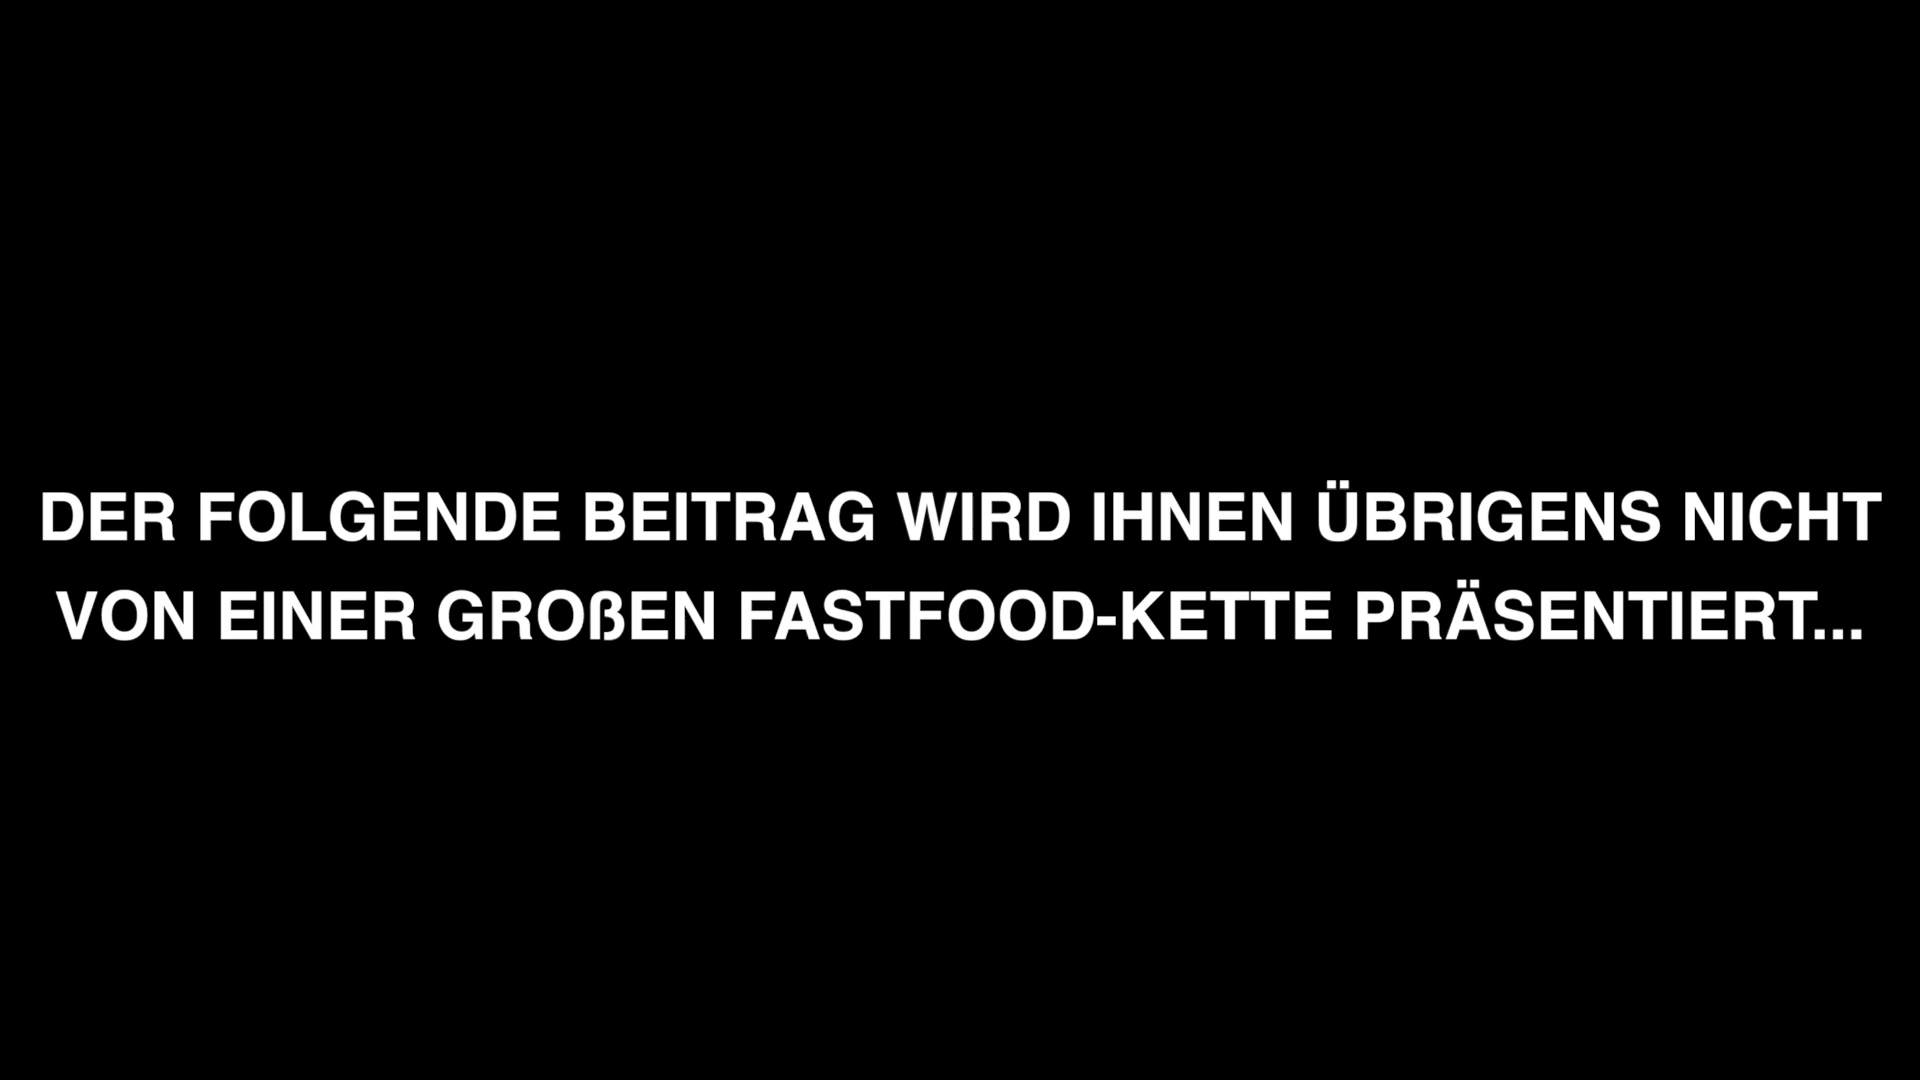 DER FOLGENDE BEITRAG WIRD IHNEN ÜBRIGENS NICHT
VON EINER GROßEN FASTFOOD-KETTE PRÄSENTIERT...